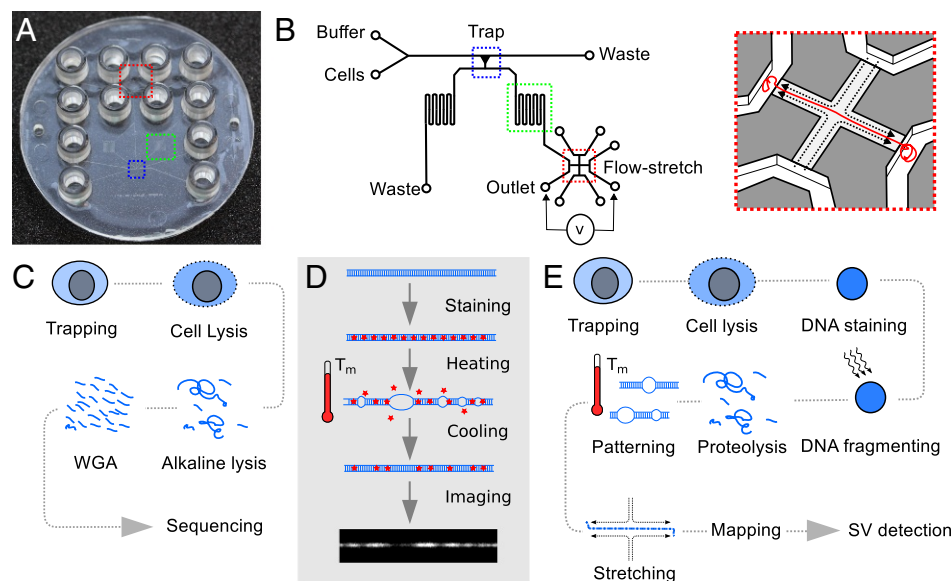 A
B
Buffer
Cells
Trap
Waste
Waste
Outlet
Flow-stretch
V
C
Trapping
Cell Lysis
WGA
Alkaline lysis
Sequencing
D
Staining
Tm
Heating
Cooling
Imaging
E
Trapping
Cell lysis
DNA staining
Tm
Patterning
Proteolysis
DNA fragmenting
Stretching
Mapping
SV detection